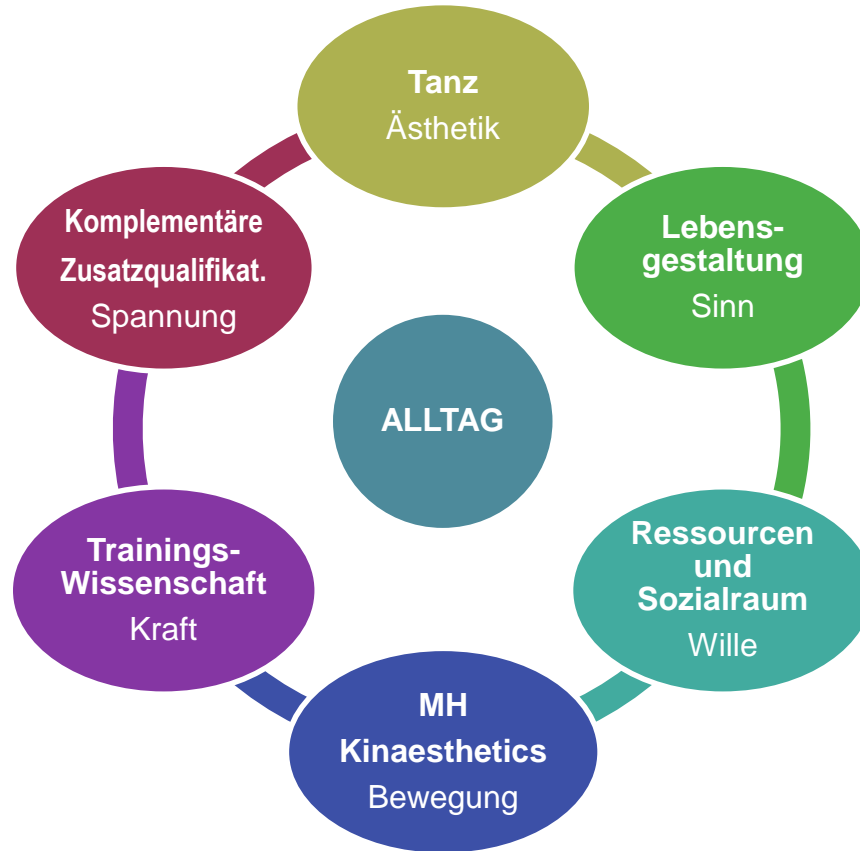 Tanz
Ästhetik
Lebens-
gestaltung
Sinn
Ressourcen
und
Sozialraum
Wille
MH
Kinaesthetics
Bewegung
Trainings-
Wissenschaft
Kraft
Komplementäre
Zusatzqualifikat.
Spannung
ALLTAG